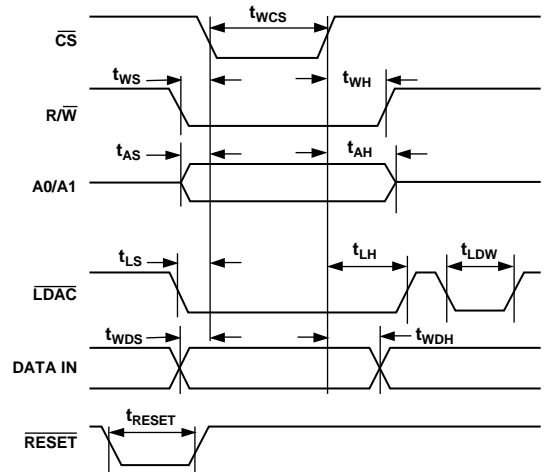 tWCS
CS
tWS
tWH
R/W
tAS
tAH
A0/A1
tLS
tLH
tLDW
LDAC
tWDS
tWDH
DATA IN
tRESET
RESET